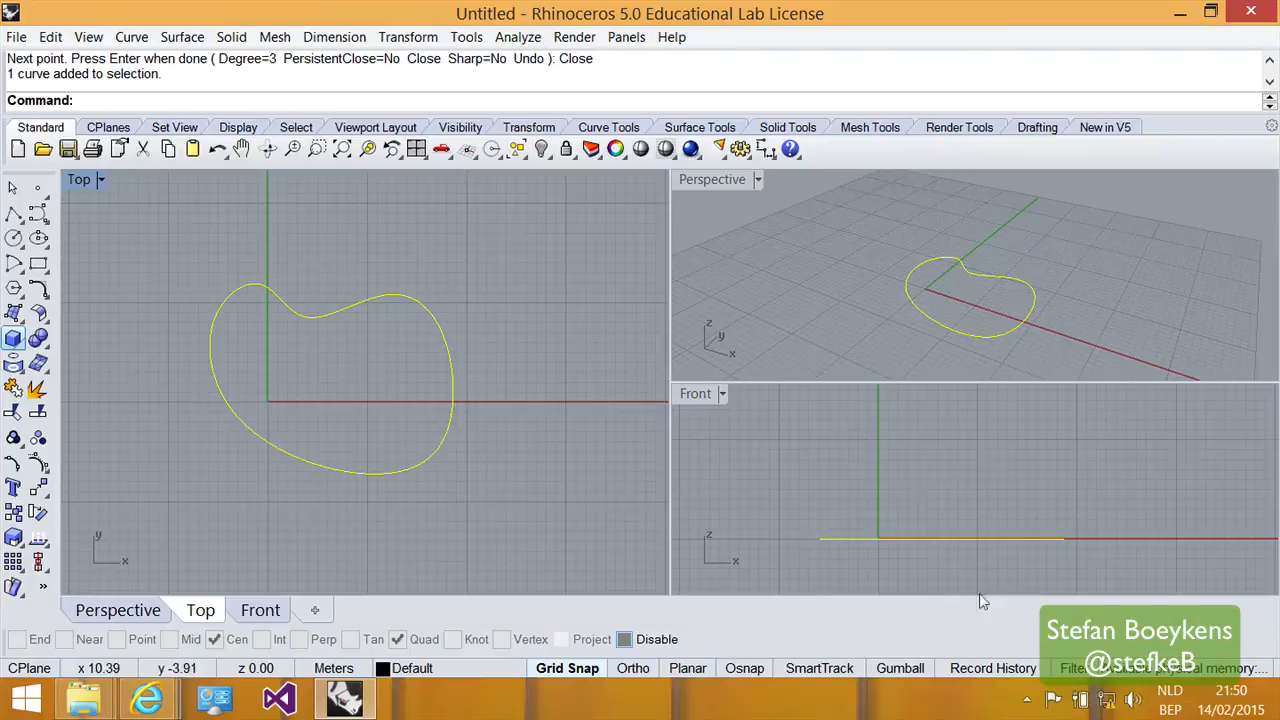 Untitled - Rhinoceros 5.0 Educational Lab License
File Edit View Curve Surface Solid Mesh Dimension Transform Tools Analyze Render Panels Help
Next point. Press Enter when done ( Degree=3 PersistentClose=No Close Sharp=No Undo ): Close
1 curve added to selection.
Command:
Standard CPlanes Set View Display Select Viewport Layout Visibility Transform Curve Tools Surface Tools Solid Tools Mesh Tools Render Tools Drafting New in V5
Top
Perspective
z
y
x
Front
y
x
z
x
Perspective Top Front
End Near Point Mid Cen Int Perp Tan Quad Knot Vertex Project Disable
Stefan Boeykens
@stefkeB
CPlane x 10.39 y -3.91 z 0.00 Meters Default Grid Snap Ortho Planar Osnap SmartTrack Gumball Record History physical memory:...
NLD 21:50
BEP 14/02/2015